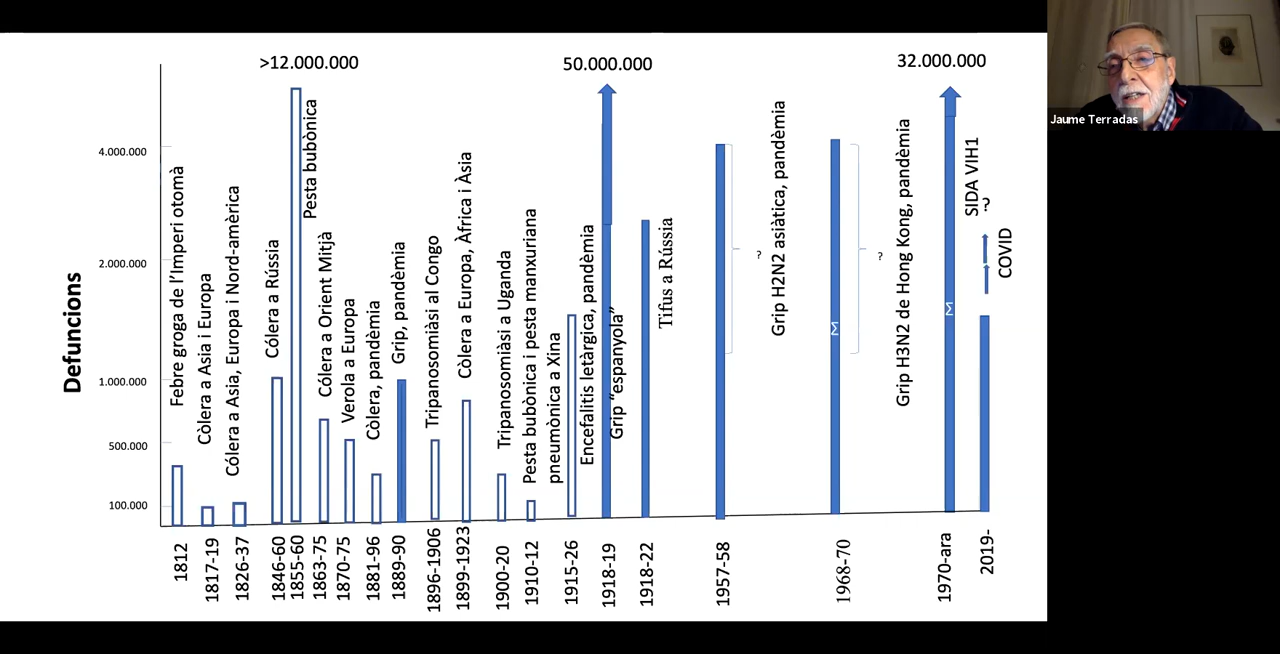 >12.000.000
50.000.000
32.000.000
Defuncions
4.000.000
2.000.000
1.000.000
500.000
100.000
Febre groga de l'Imperi otomà
Còlera a Asia i Europa
Cólera a Asia, Europa i Nord-amèrica
Cólera a Rússia
Pesta bubònica
Cólera a Orient Mitjà
Verola a Europa
Còlera, pandèmia
Grip, pandèmia
Tripanosomiàsi al Congo
Còlera a Europa, Àfrica i Àsia
Tripanosomiàsi a Uganda
Pesta bubònica i pesta manxuriana
pneumònica a Xina
Encefalitis letàrgica, pandèmia
Grip “espanyola”
Tifus a Rússia
?
Grip H2N2 asiàtica, pandèmia
Σ
?
Grip H3N2 de Hong Kong, pandèmia
Σ
SIDA VIH1
?
COVID
1812
1817-19
1826-37
1846-60
1855-60
1863-75
1870-75
1881-96
1889-90
1896-1906
1899-1923
1900-20
1910-12
1915-26
1918-19
1918-22
1957-58
1968-70
1970-ara
2019-
Jaume Terradas